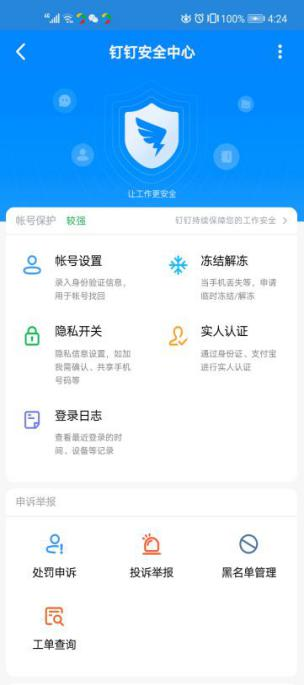 100% 4:24
钉钉安全中心
让工作更安全
帐号保护 较强 钉钉持续保障您的工作安全
帐号设置
录入身份验证信息，
用于帐号找回
冻结解冻
当手机丢失等，申请
临时冻结/解冻
隐私开关
隐私信息设置，如加
我需确认、共享手机
号码等
实人认证
通过身份证、支付宝
进行实人认证
登录日志
查看最近登录的时
间、设备等记录
申诉举报
处罚申诉 投诉举报 黑名单管理
工单查询